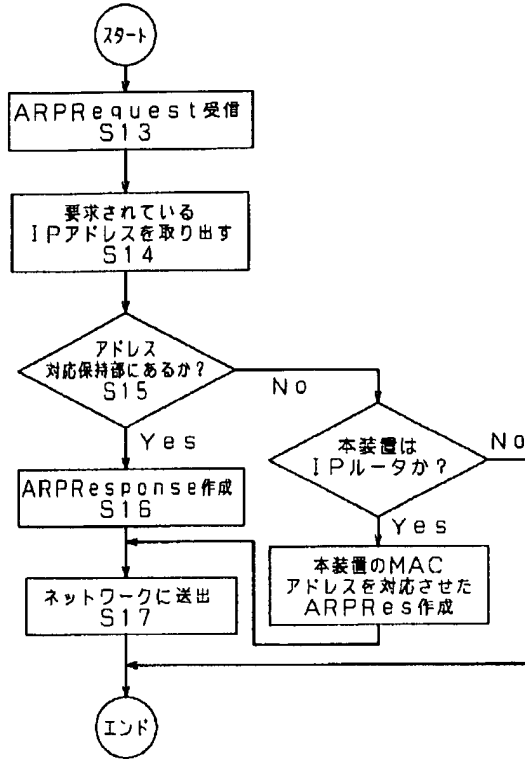 スタート
ARPRequest受信
S13
要求されている
IPアドレスを取り出す
S14
アドレス
対応保持部にあるか?
S15
No
Yes
本装置は
IPルータか?
No
Yes
ARPResponse作成
S16
本装置のMAC
アドレスを対応させた
ARPRes作成
ネットワークに送出
S17
エンド